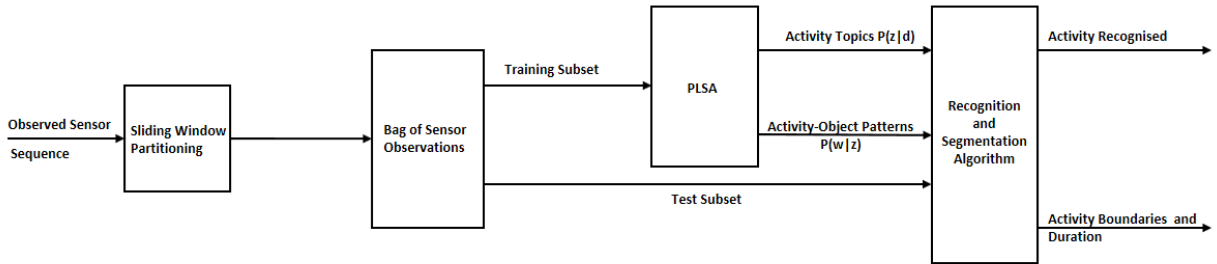 Observed Sensor
Sequence
Sliding Window
Partitioning
Bag of Sensor
Observations
Training Subset
Test Subset
PLSA
Activity Topics P(z|d)
Activity-Object Patterns
P(w|z)
Recognition
and
Segmentation
Algorithm
Activity Recognised
Activity Boundaries and
Duration